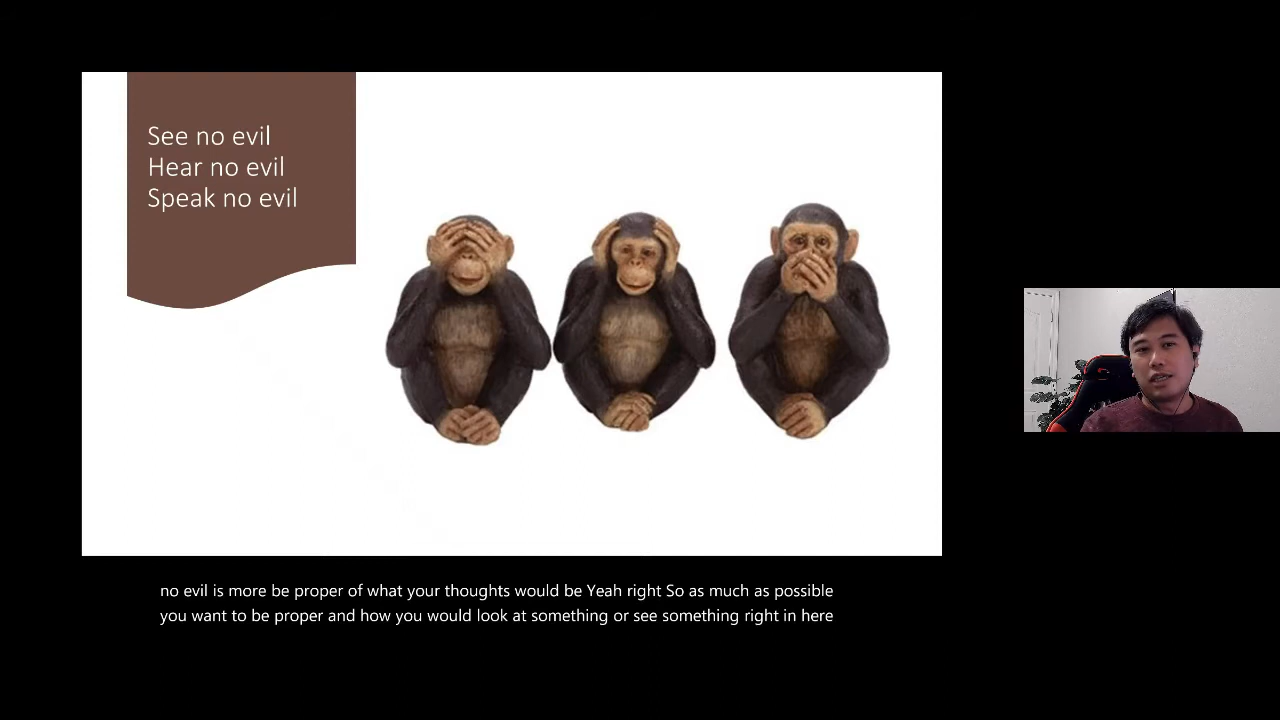 See no evil
Hear no evil
Speak no evil
no evil is more be proper of what your thoughts would be Yeah right So as much as possible
you want to be proper and how you would look at something or see something right in here